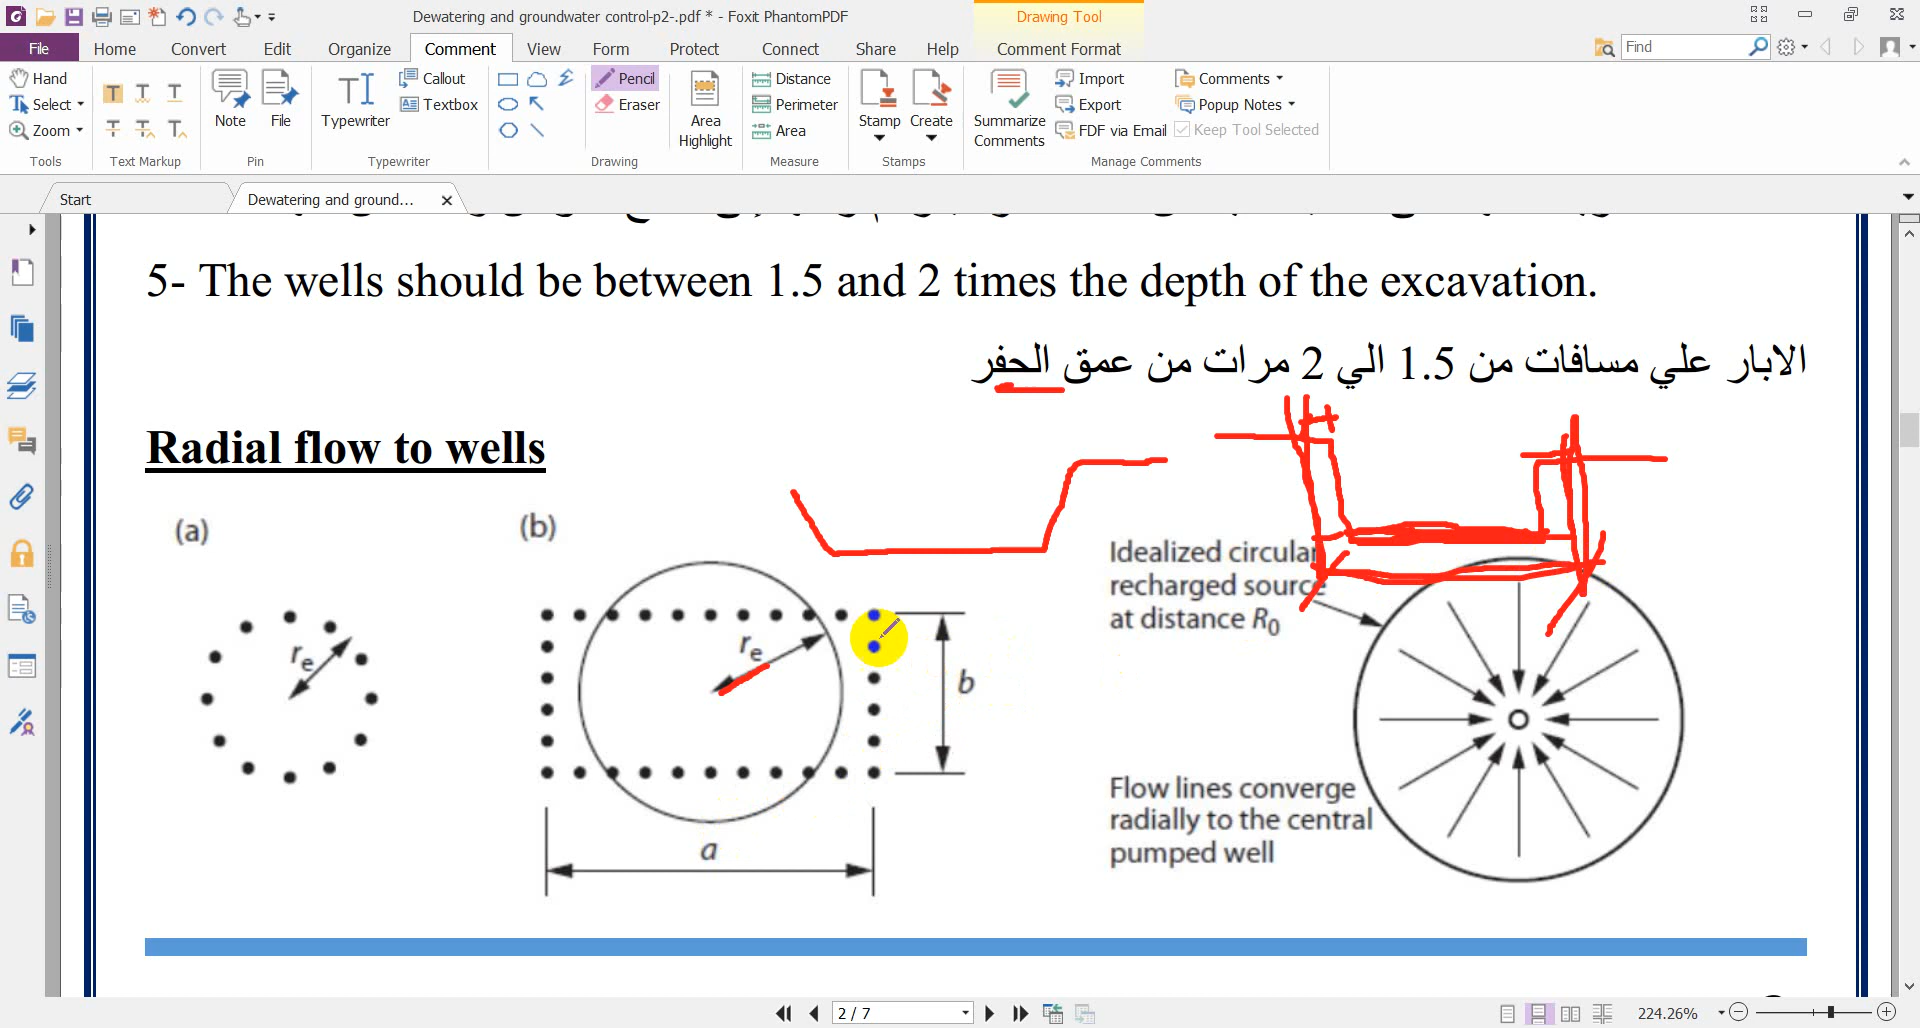 Dewatering and groundwater control-p2-.pdf * - Foxit PhantomPDF
Drawing Tool
File Home Convert Edit Organize Comment View Form Protect Connect Share Help Comment Format
Find
Hand
Select
Zoom
Tools
Text Markup
Note
File
Pin
Typewriter
Callout
Textbox
Typewriter
Pencil
Eraser
Drawing
Area
Highlight
Distance
Perimeter
Area
Measure
Stamp
Create
Stamps
Summarize
Comments
Import
Export
FDF via Email
Comments
Popup Notes
Keep Tool Selected
Manage Comments
Start
Dewatering and ground...
5- The wells should be between 1.5 and 2 times the depth of the excavation.
الابار علي مسافات من 1.5 الي 2 مرات من عمق الحفر
Radial flow to wells
(a)
re
(b)
re
b
a
Idealized circular
recharged source
at distance R0
Flow lines converge
radially to the central
pumped well
2 / 7
224.26%